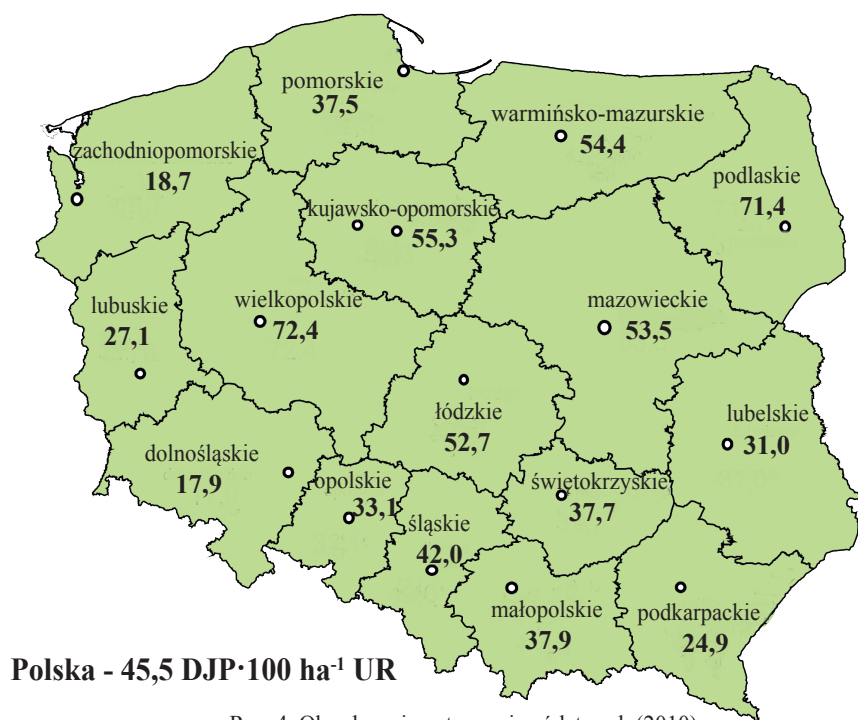 pomorskie
37,5
warmińsko-mazurskie
54,4
zachodniopomorskie
18,7
podlaskie
71,4
kujawsko-opomorskie
55,3
lubuskie
27,1
wielkopolskie
72,4
mazowieckie
53,5
łódzkie
52,7
lubelskie
31,0
dolnośląskie
17,9
opolskie
33,1
śląskie
42,0
świętokrzyskie
37,7
małopolskie
37,9
podkarpackie
24,9
Polska - 45,5 DJP·100 ha⁻¹ UR
(2010)